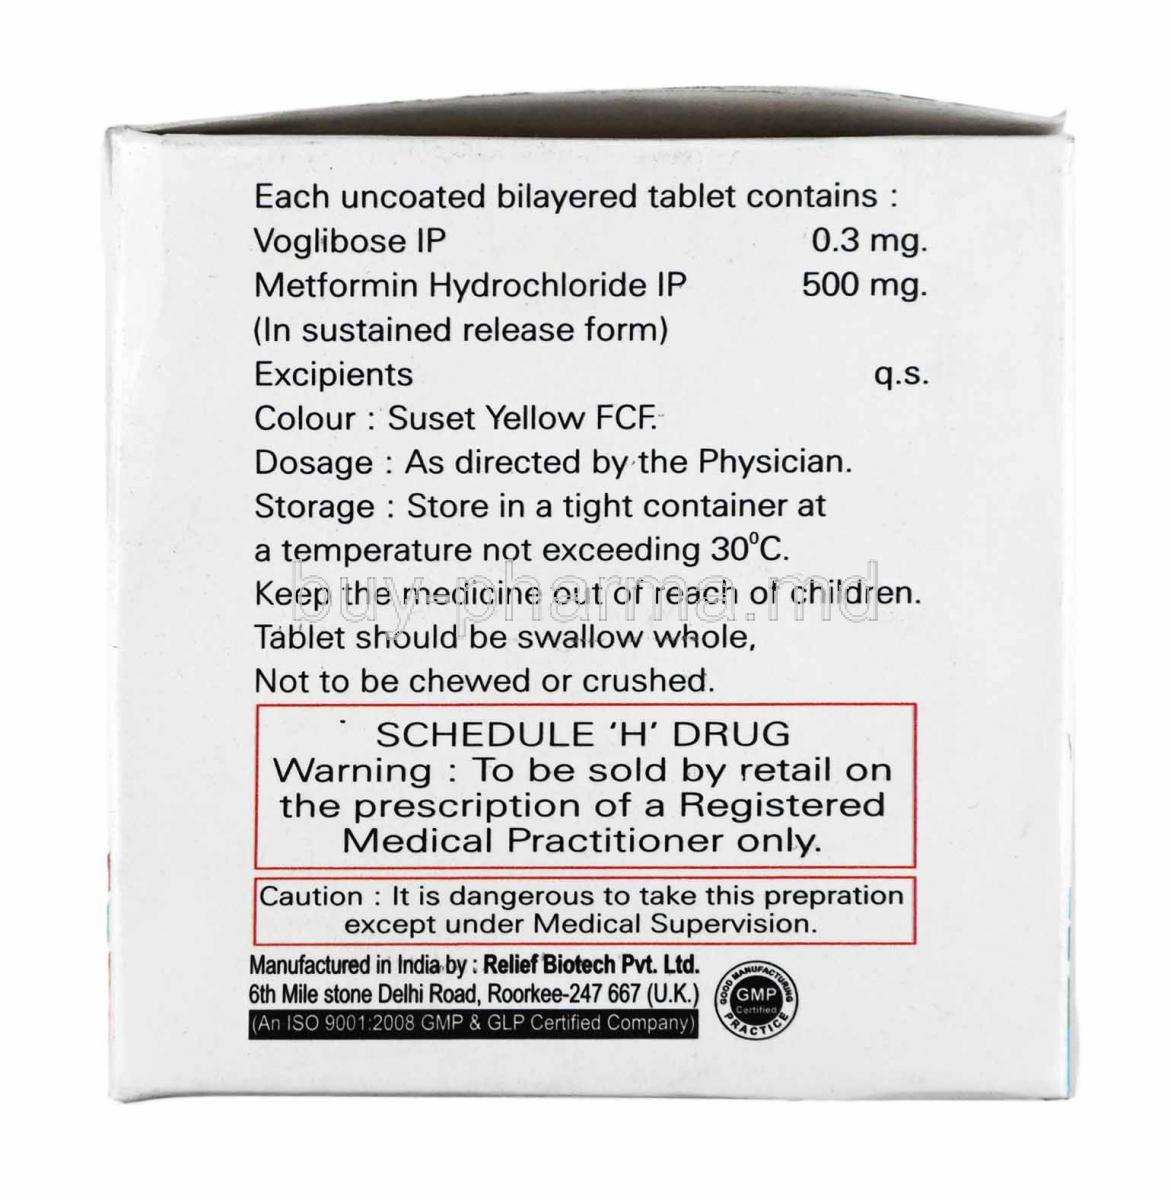 Each uncoated bilayered tablet contains :
Voglibose IP 0.3 mg.
Metformin Hydrochloride IP 500 mg.
(In sustained release form)
Excipients q.s.
Colour : Suset Yellow FCF.
Dosage : As directed by the Physician.
Storage : Store in a tight container at
a temperature not exceeding 30⁰C.
buy-pharma.md
Keep the medicine out of reach of children.
Tablet should be swallow whole,
Not to be chewed or crushed.
SCHEDULE 'H' DRUG
Warning : To be sold by retail on
the prescription of a Registered
Medical Practitioner only.
Caution : It is dangerous to take this prepration
except under Medical Supervision.
Manufactured in India by : Relief Biotech Pvt. Ltd.
6th Mile stone Delhi Road, Roorkee-247 667 (U.K.)
(An ISO 9001:2008 GMP & GLP Certified Company)
GOOD MANUFACTURING
GMP
Certified
PRACTICE